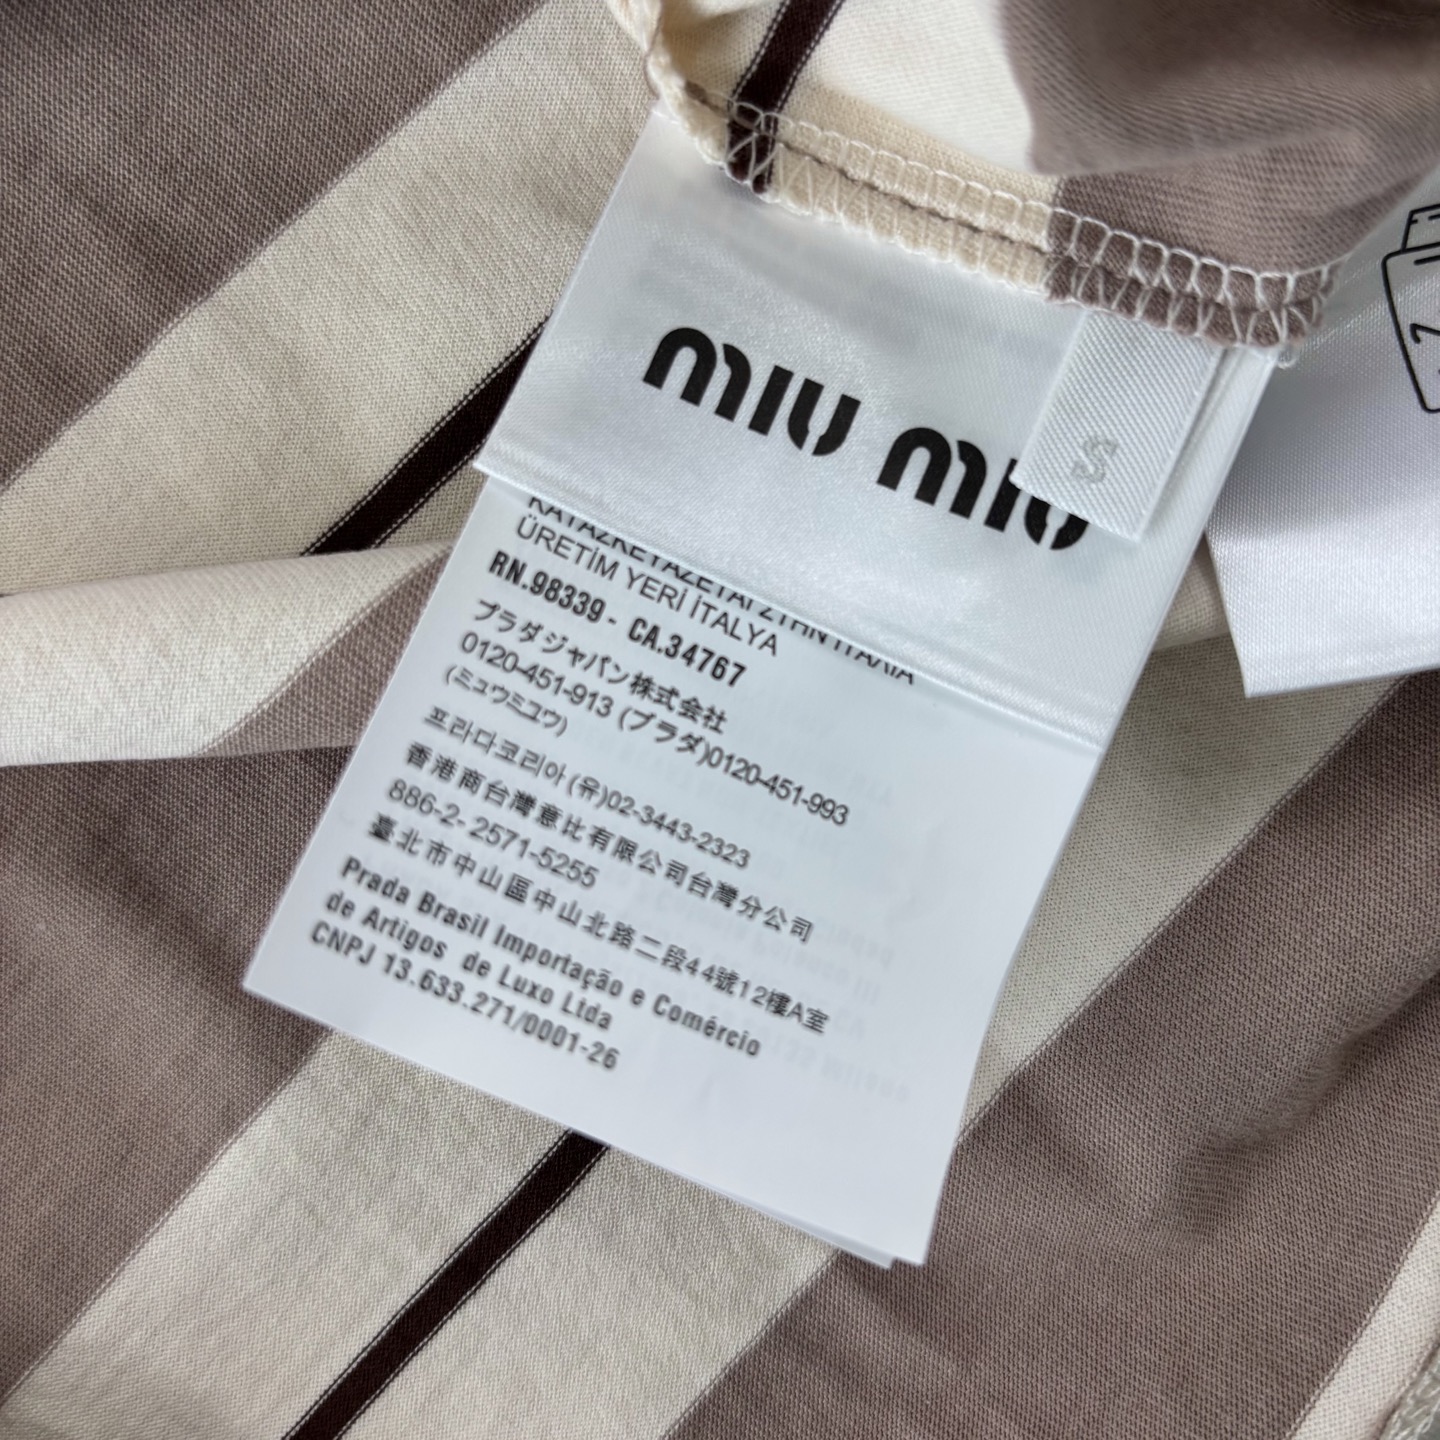 miu miu
S
ÜRETİM YERİ İTALYA
RN.98339 - CA.34767
プラダジャパン株式会社
0120-451-913 (プラダ)0120-451-993
(ミュウミュウ)
프라다코리아(유)02-3443-2323
香港商台灣意比有限公司台灣分公司
886-2- 2571-5255
臺北市中山區中山北路二段44號12樓A室
Prada Brasil Importação e Comércio
de Artigos de Luxo Ltda
CNPJ 13.633.271/0001-26